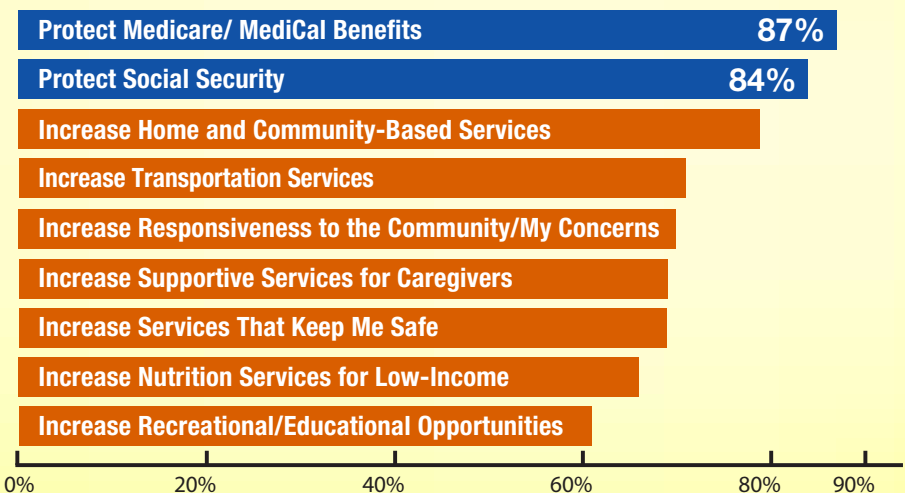 Protect Medicare/ MediCal Benefits 87%
Protect Social Security 84%
Increase Home and Community-Based Services
Increase Transportation Services
Increase Responsiveness to the Community/My Concerns
Increase Supportive Services for Caregivers
Increase Services That Keep Me Safe
Increase Nutrition Services for Low-Income
Increase Recreational/Educational Opportunities
0% 20% 40% 60% 80% 90%